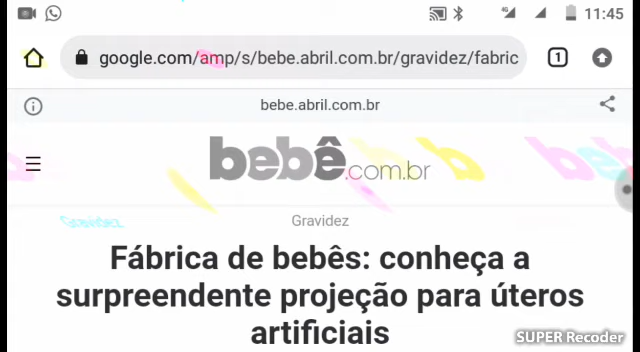 11:45
google.com/amp/s/bebe.abril.com.br/gravidez/fabric
1
bebe.abril.com.br
bebê.com.br
Gravidez
Gravidez
Fábrica de bebês: conheça a
surpreendente projeção para úteros
artificiais
SUPER Recoder